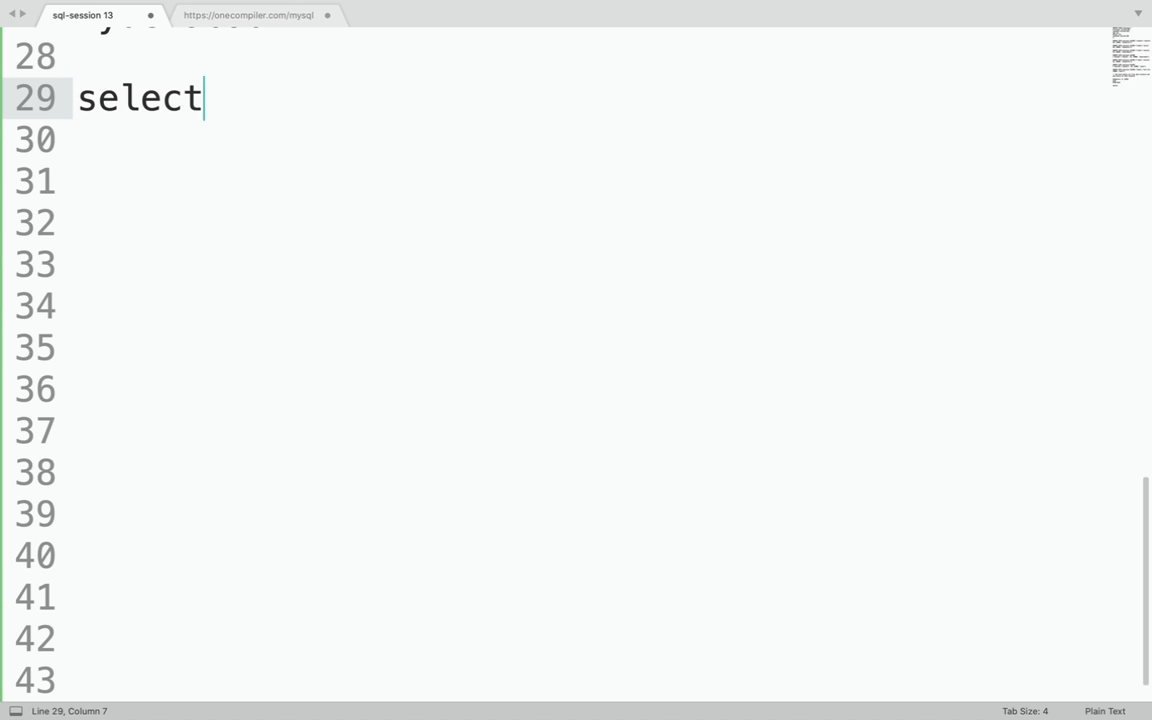 sql-session 13
https://onecompiler.com/mysql
28
29 select
30
31
32
33
34
35
36
37
38
39
40
41
42
43
Line 29, Column 7
Tab Size: 4
Plain Text